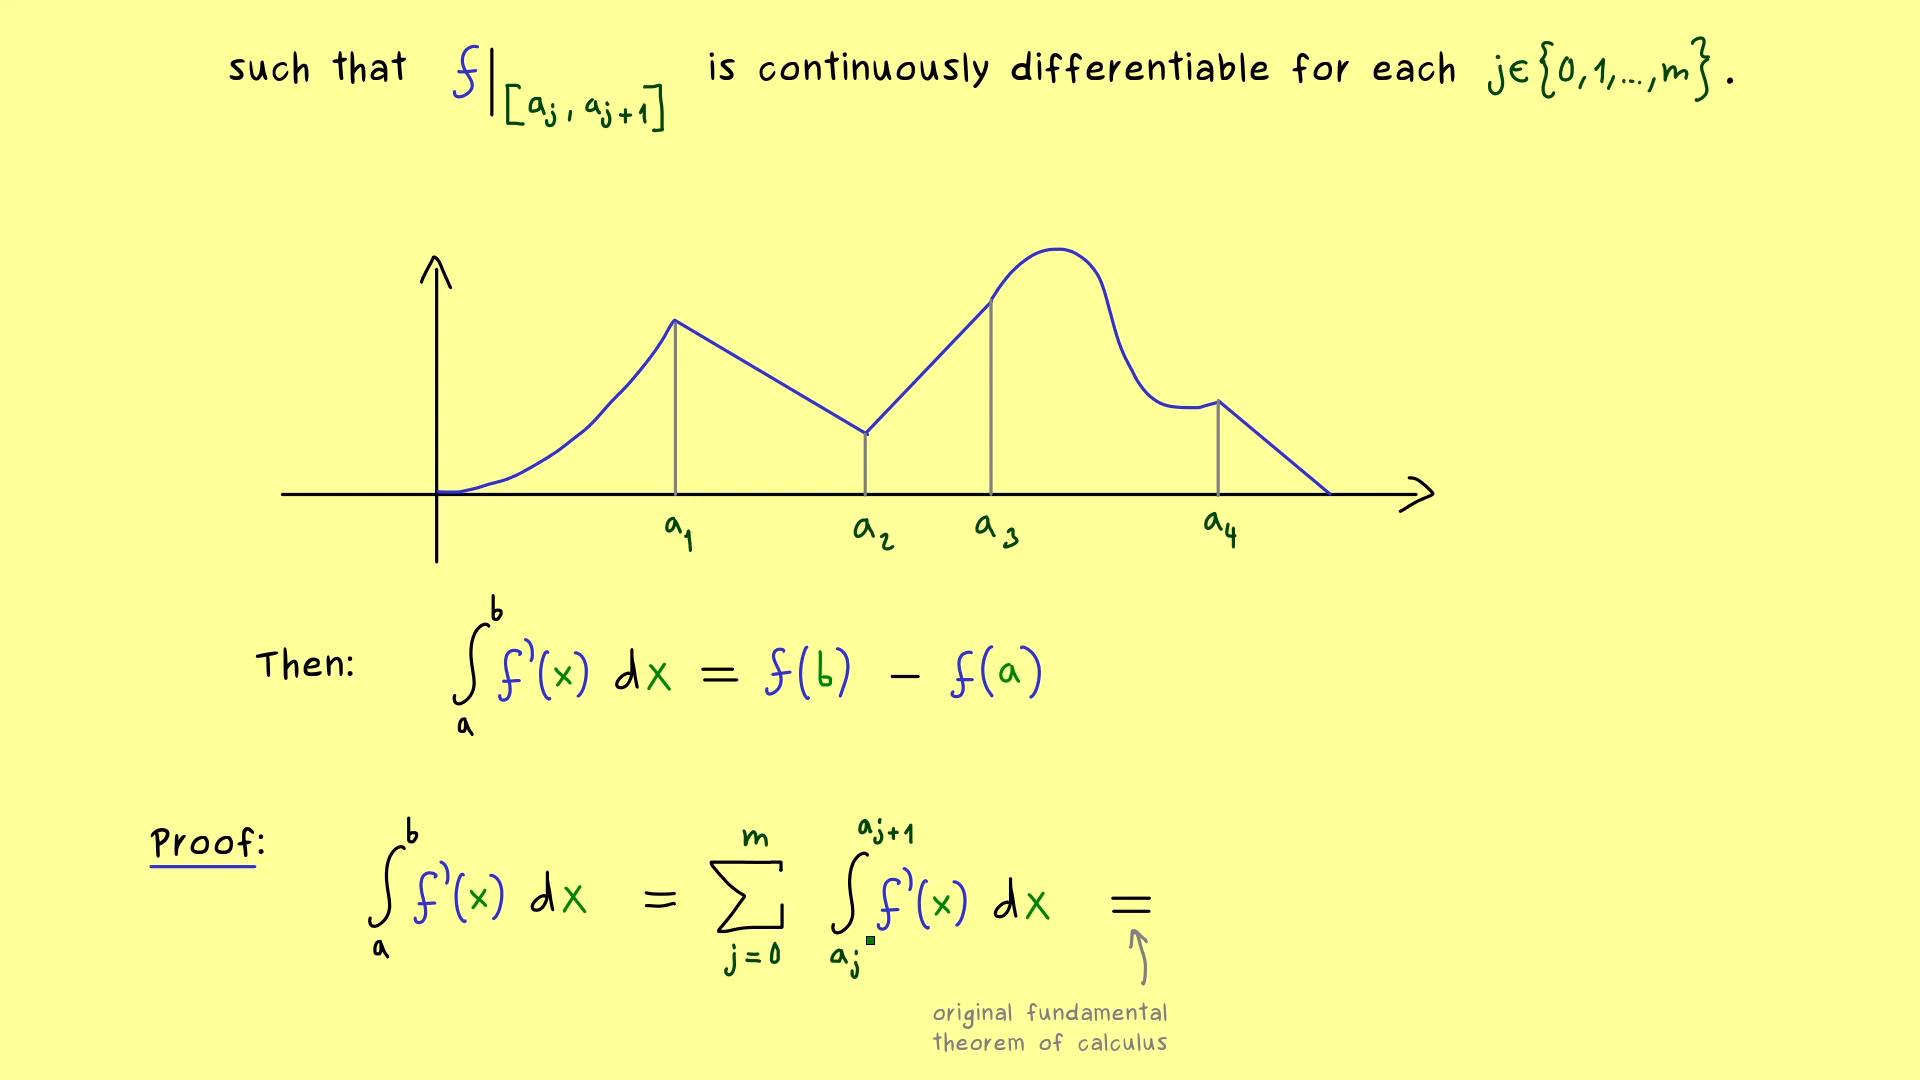 such that f|[aj, aj+1] is continuously differentiable for each j∈{0,1,...,m}.
a1 a2 a3 a4
Then: ∫_a^b f'(x) dx = f(b) − f(a)
Proof: ∫_a^b f'(x) dx = ∑_{j=0}^m ∫_{aj}^{aj+1} f'(x) dx =
original fundamental
theorem of calculus